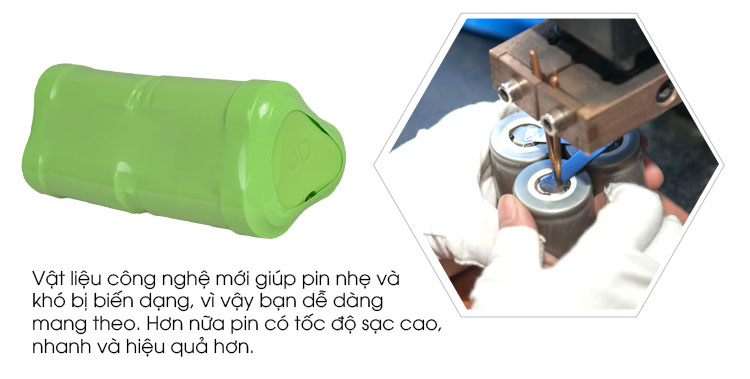 Vật liệu công nghệ mới giúp pin nhẹ và
khó bị biến dạng, vì vậy bạn dễ dàng
mang theo. Hơn nữa pin có tốc độ sạc cao,
nhanh và hiệu quả hơn.